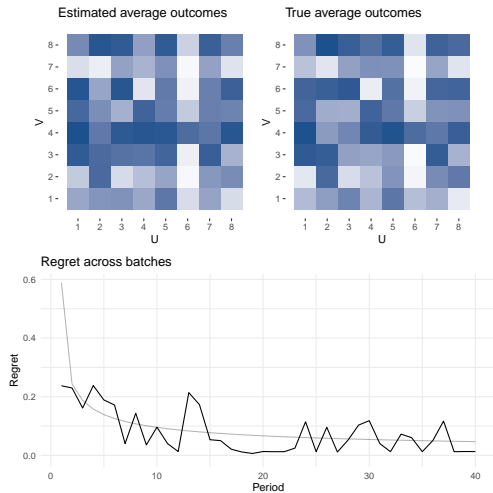 Estimated average outcomes
True average outcomes
8
7
6
5
4
3
2
1
V
1 2 3 4 5 6 7 8
U
8
7
6
5
4
3
2
1
V
1 2 3 4 5 6 7 8
U
Regret across batches
0.6
0.4
0.2
0.0
Regret
0 10 20 30 40
Period